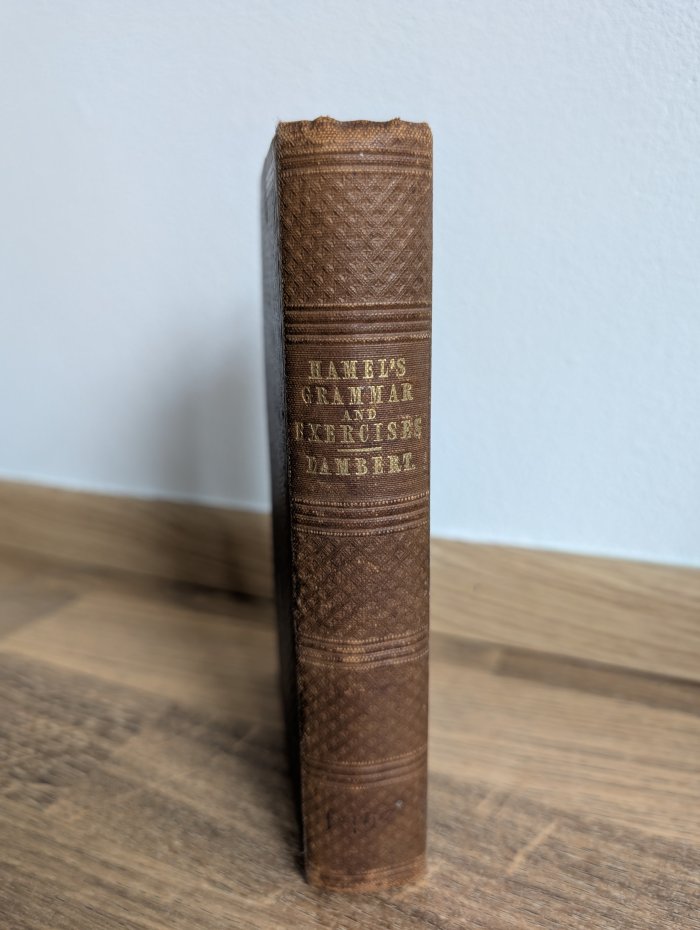 HAMEL'S
GRAMMAR
AND
EXERCISES
LAMBERT.